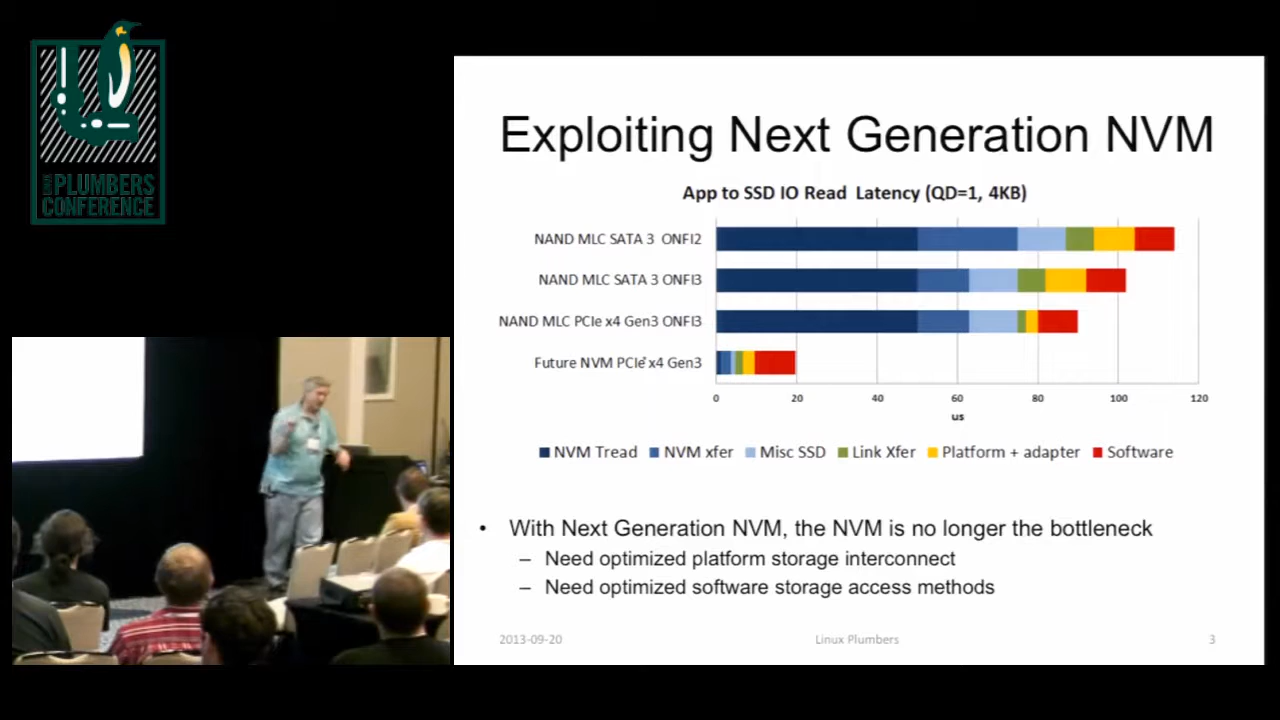 LINUX
PLUMBERS
CONFERENCE
Exploiting Next Generation NVM
App to SSD IO Read Latency (QD=1, 4KB)
NAND MLC SATA 3 ONFI2
NAND MLC SATA 3 ONFI3
NAND MLC PCIe x4 Gen3 ONFI3
Future NVM PCIe x4 Gen3
0 20 40 60 80 100 120
us
NVM Tread NVM xfer Misc SSD Link Xfer Platform + adapter Software
• With Next Generation NVM, the NVM is no longer the bottleneck
– Need optimized platform storage interconnect
– Need optimized software storage access methods
2013-09-20 Linux Plumbers 3